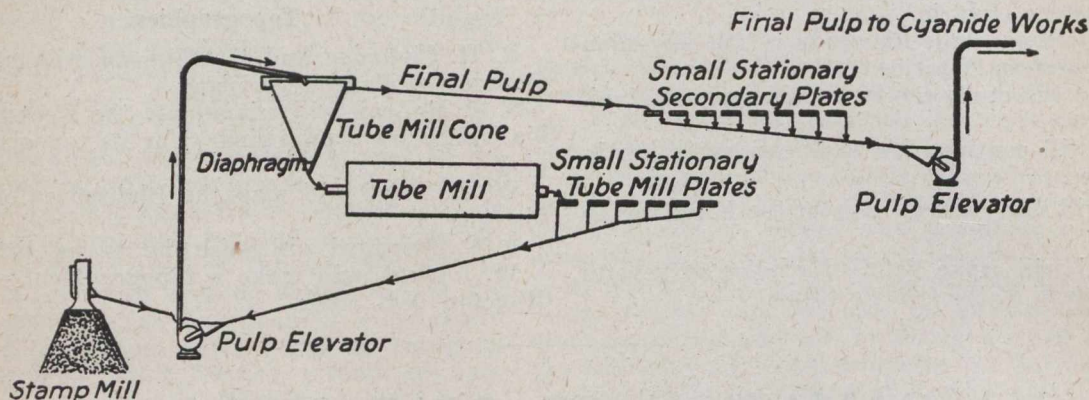 Final Pulp to Cyanide Works
Final Pulp
Small Stationary
Secondary Plates
Tube Mill Cone
Diaphragm
Small Stationary
Tube Mill Plates
Tube Mill
Pulp Elevator
Pulp Elevator
Stamp Mill